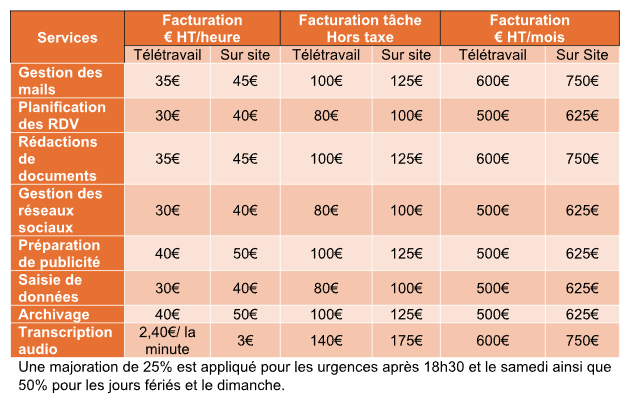 Services Facturation € HT/heure Facturation tâche Hors taxe Facturation € HT/mois
Télétravail Sur site Télétravail Sur site Télétravail Sur Site
Gestion des mails 35€ 45€ 100€ 125€ 600€ 750€
Planification des RDV 30€ 40€ 80€ 100€ 500€ 625€
Rédactions de documents 35€ 45€ 100€ 125€ 600€ 750€
Gestion des réseaux sociaux 30€ 40€ 80€ 100€ 500€ 625€
Préparation de publicité 40€ 50€ 100€ 125€ 500€ 625€
Saisie de données 30€ 40€ 80€ 100€ 500€ 625€
Archivage 40€ 50€ 100€ 125€ 500€ 625€
Transcription audio 2,40€/ la minute 3€ 140€ 175€ 600€ 750€
Une majoration de 25% est appliqué pour les urgences après 18h30 et le samedi ainsi que
50% pour les jours fériés et le dimanche.